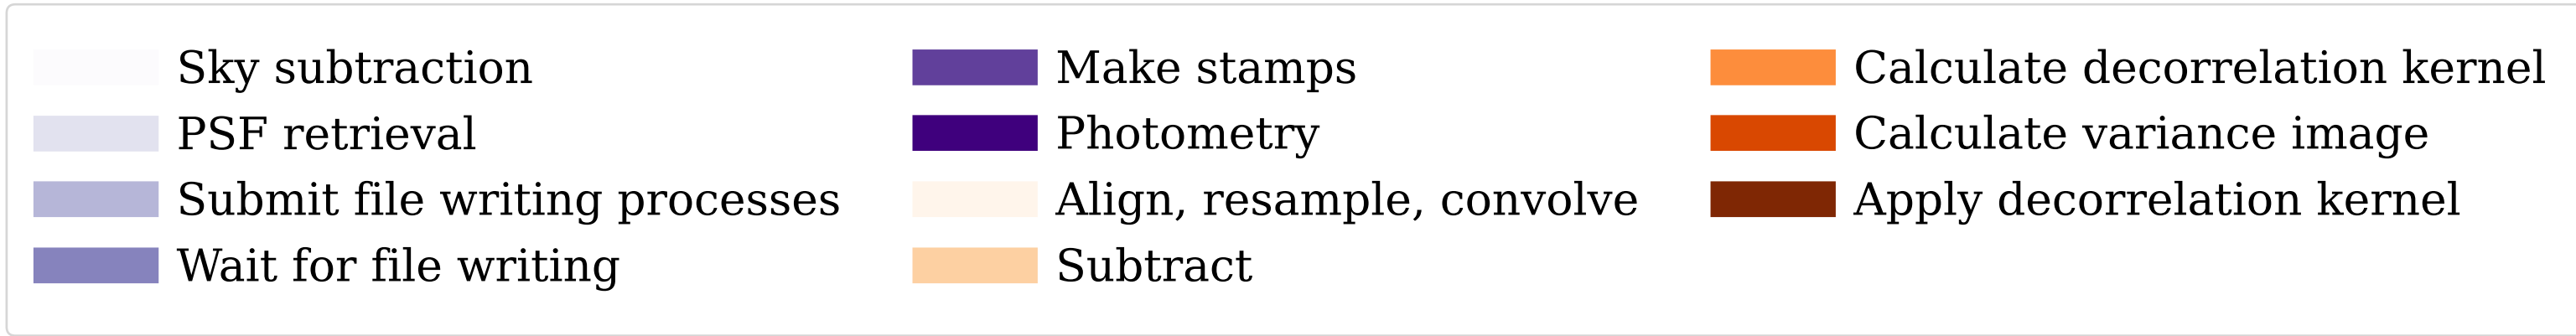 Sky subtraction
PSF retrieval
Submit file writing processes
Wait for file writing
Make stamps
Photometry
Align, resample, convolve
Subtract
Calculate decorrelation kernel
Calculate variance image
Apply decorrelation kernel